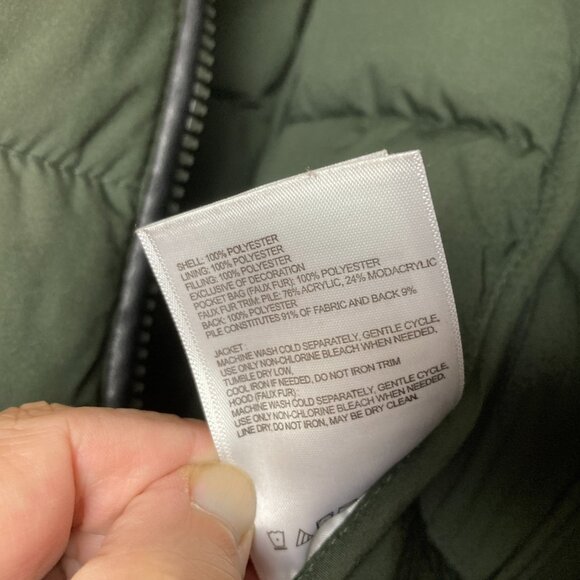 SHELL: 100% POLYESTER
LINING: 100% POLYESTER
FILLING: 100% POLYESTER
EXCLUSIVE OF DECORATION
POCKET BAG (FAUX FUR): 100% POLYESTER
FAUX FUR TRIM: PILE: 76% ACRYLIC, 24% MODACRYLIC
BACK: 100% POLYESTER
PILE CONSTITUTES 91% OF FABRIC AND BACK 9%
JACKET:
MACHINE WASH COLD SEPARATELY, GENTLE CYCLE,
USE ONLY NON-CHLORINE BLEACH WHEN NEEDED.
TUMBLE DRY LOW,
COOL IRON IF NEEDED, DO NOT IRON TRIM
HOOD (FAUX FUR):
MACHINE WASH COLD SEPARATELY, GENTLE CYCLE,
USE ONLY NON-CHLORINE BLEACH WHEN NEEDED.
LINE DRY, DO NOT IRON, MAY BE DRY CLEAN.